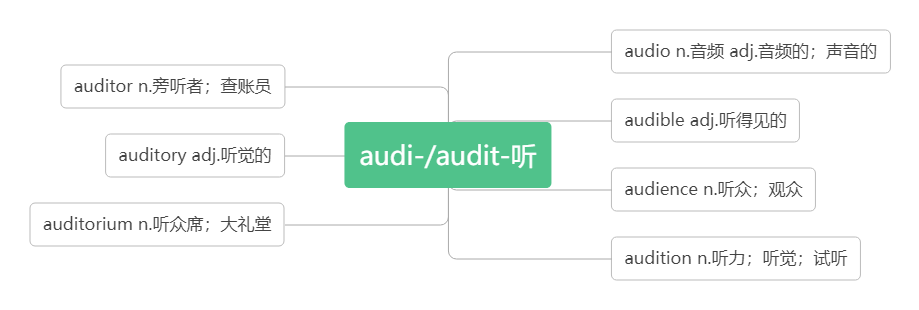 audio n.音频 adj.音频的；声音的
auditor n.旁听者；查账员
audible adj.听得见的
auditory adj.听觉的
audi-/audit-听
audience n.听众；观众
auditorium n.听众席；大礼堂
audition n.听力；听觉；试听